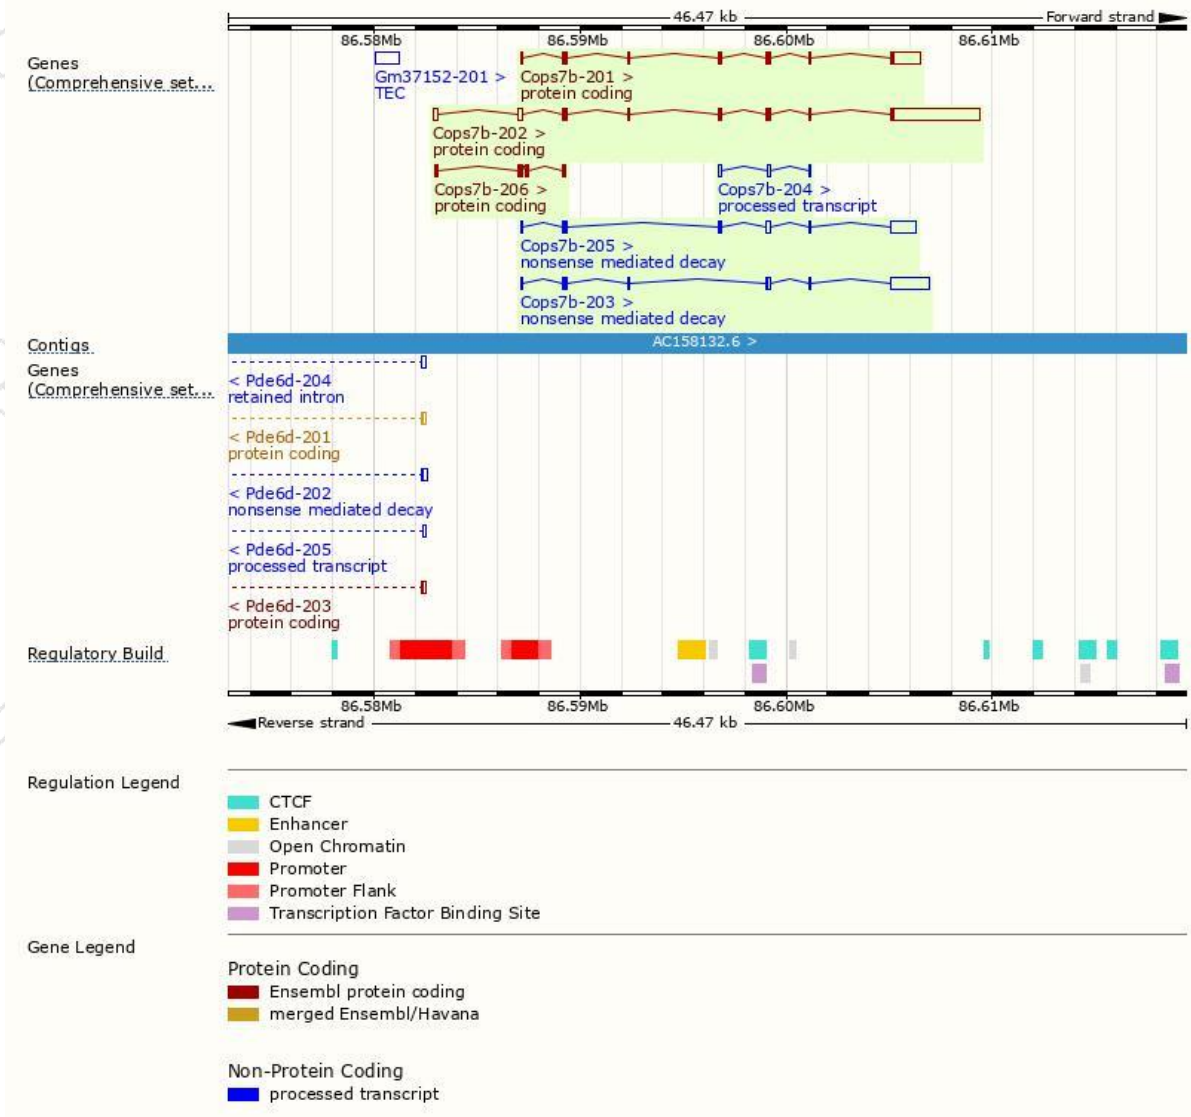 46.47 kb Forward strand
86.58Mb 86.59Mb 86.60Mb 86.61Mb
Genes
(Comprehensive set...
Gm37152-201 >
TEC
Cops7b-201 >
protein coding
Cops7b-202 >
protein coding
Cops7b-206 >
protein coding
Cops7b-204 >
processed transcript
Cops7b-205 >
nonsense mediated decay
Cops7b-203 >
nonsense mediated decay
Contigs
AC158132.6 >
Genes
(Comprehensive set...
< Pde6d-204
retained intron
< Pde6d-201
protein coding
< Pde6d-202
nonsense mediated decay
< Pde6d-205
processed transcript
< Pde6d-203
protein coding
Regulatory Build
86.58Mb 86.59Mb 86.60Mb 86.61Mb
Reverse strand 46.47 kb
Regulation Legend
CTCF
Enhancer
Open Chromatin
Promoter
Promoter Flank
Transcription Factor Binding Site
Gene Legend
Protein Coding
Ensembl protein coding
merged Ensembl/Havana
Non-Protein Coding
processed transcript